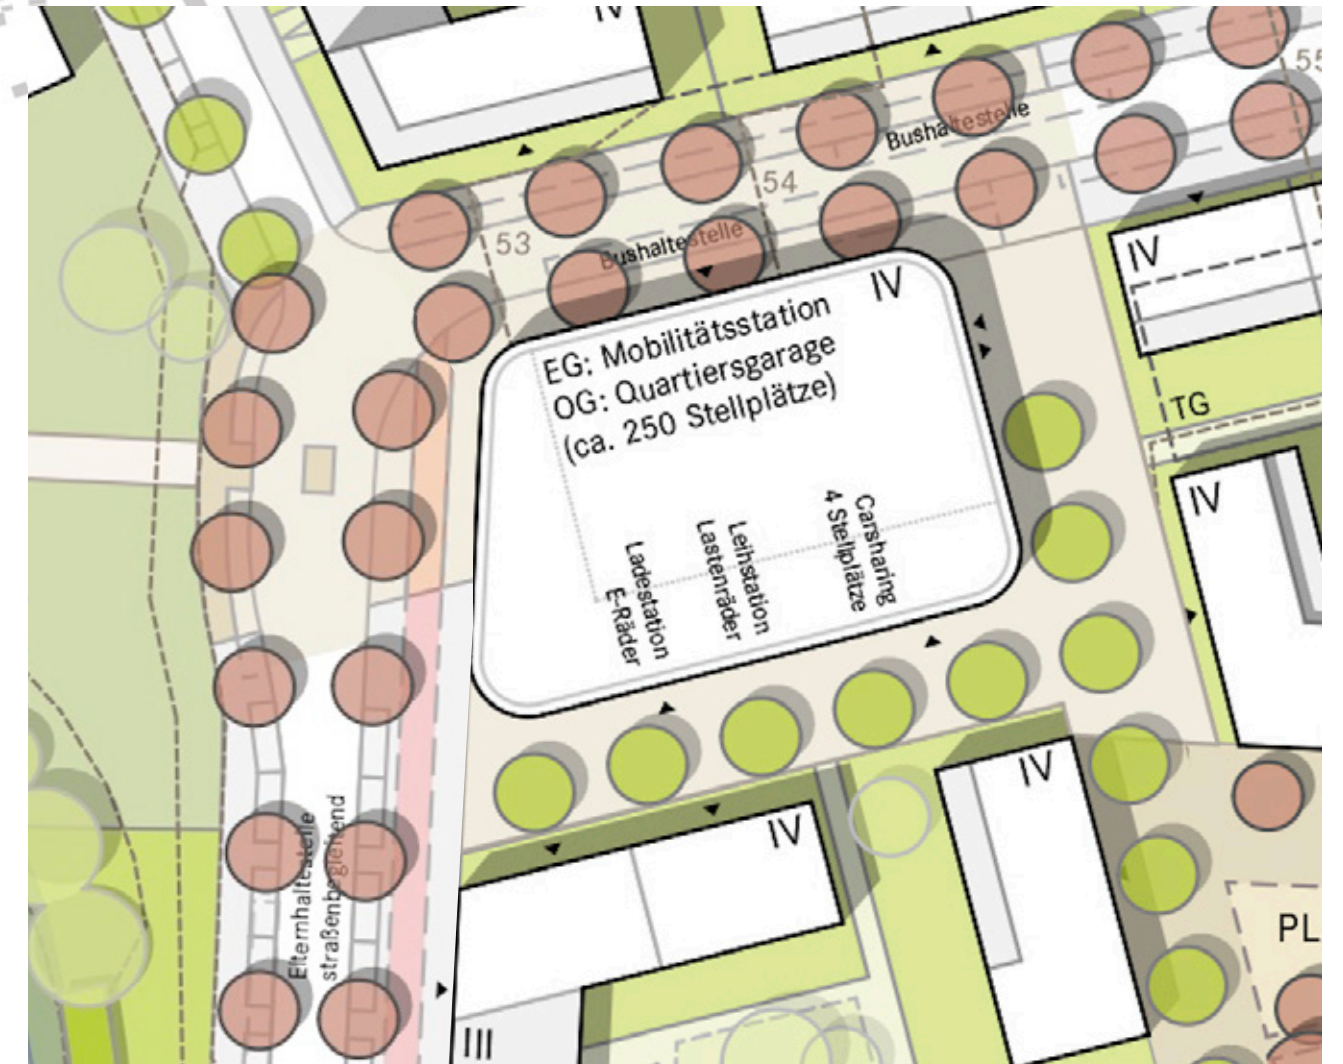 IV
55
Bushaltestelle
54
53
Bushaltestelle
IV
IV
EG: Mobilitätsstation
OG: Quartiersgarage
(ca. 250 Stellplätze)
TG
IV
Ladestation
E-Räder
Leihstation
Lastenräder
Carsharing
4 Stellplätze
IV
IV
Elternhaltestelle
straßenbegleitend
PL
III